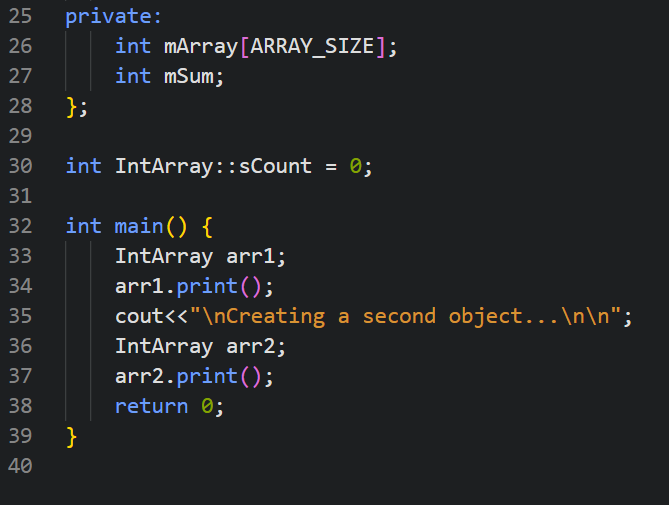 25 private:
26     int mArray[ARRAY_SIZE];
27     int mSum;
28 };
29
30 int IntArray::sCount = 0;
31
32 int main() {
33     IntArray arr1;
34     arr1.print();
35     cout<<"\nCreating a second object...\n\n";
36     IntArray arr2;
37     arr2.print();
38     return 0;
39 }
40